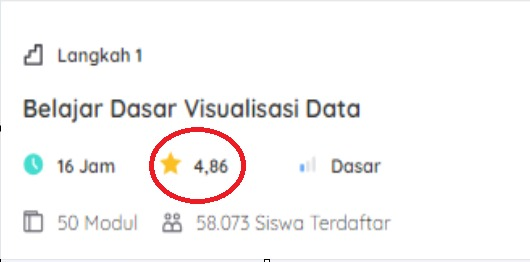 Langkah 1
Belajar Dasar Visualisasi Data
16 Jam 4,86 Dasar
50 Modul 58.073 Siswa Terdaftar